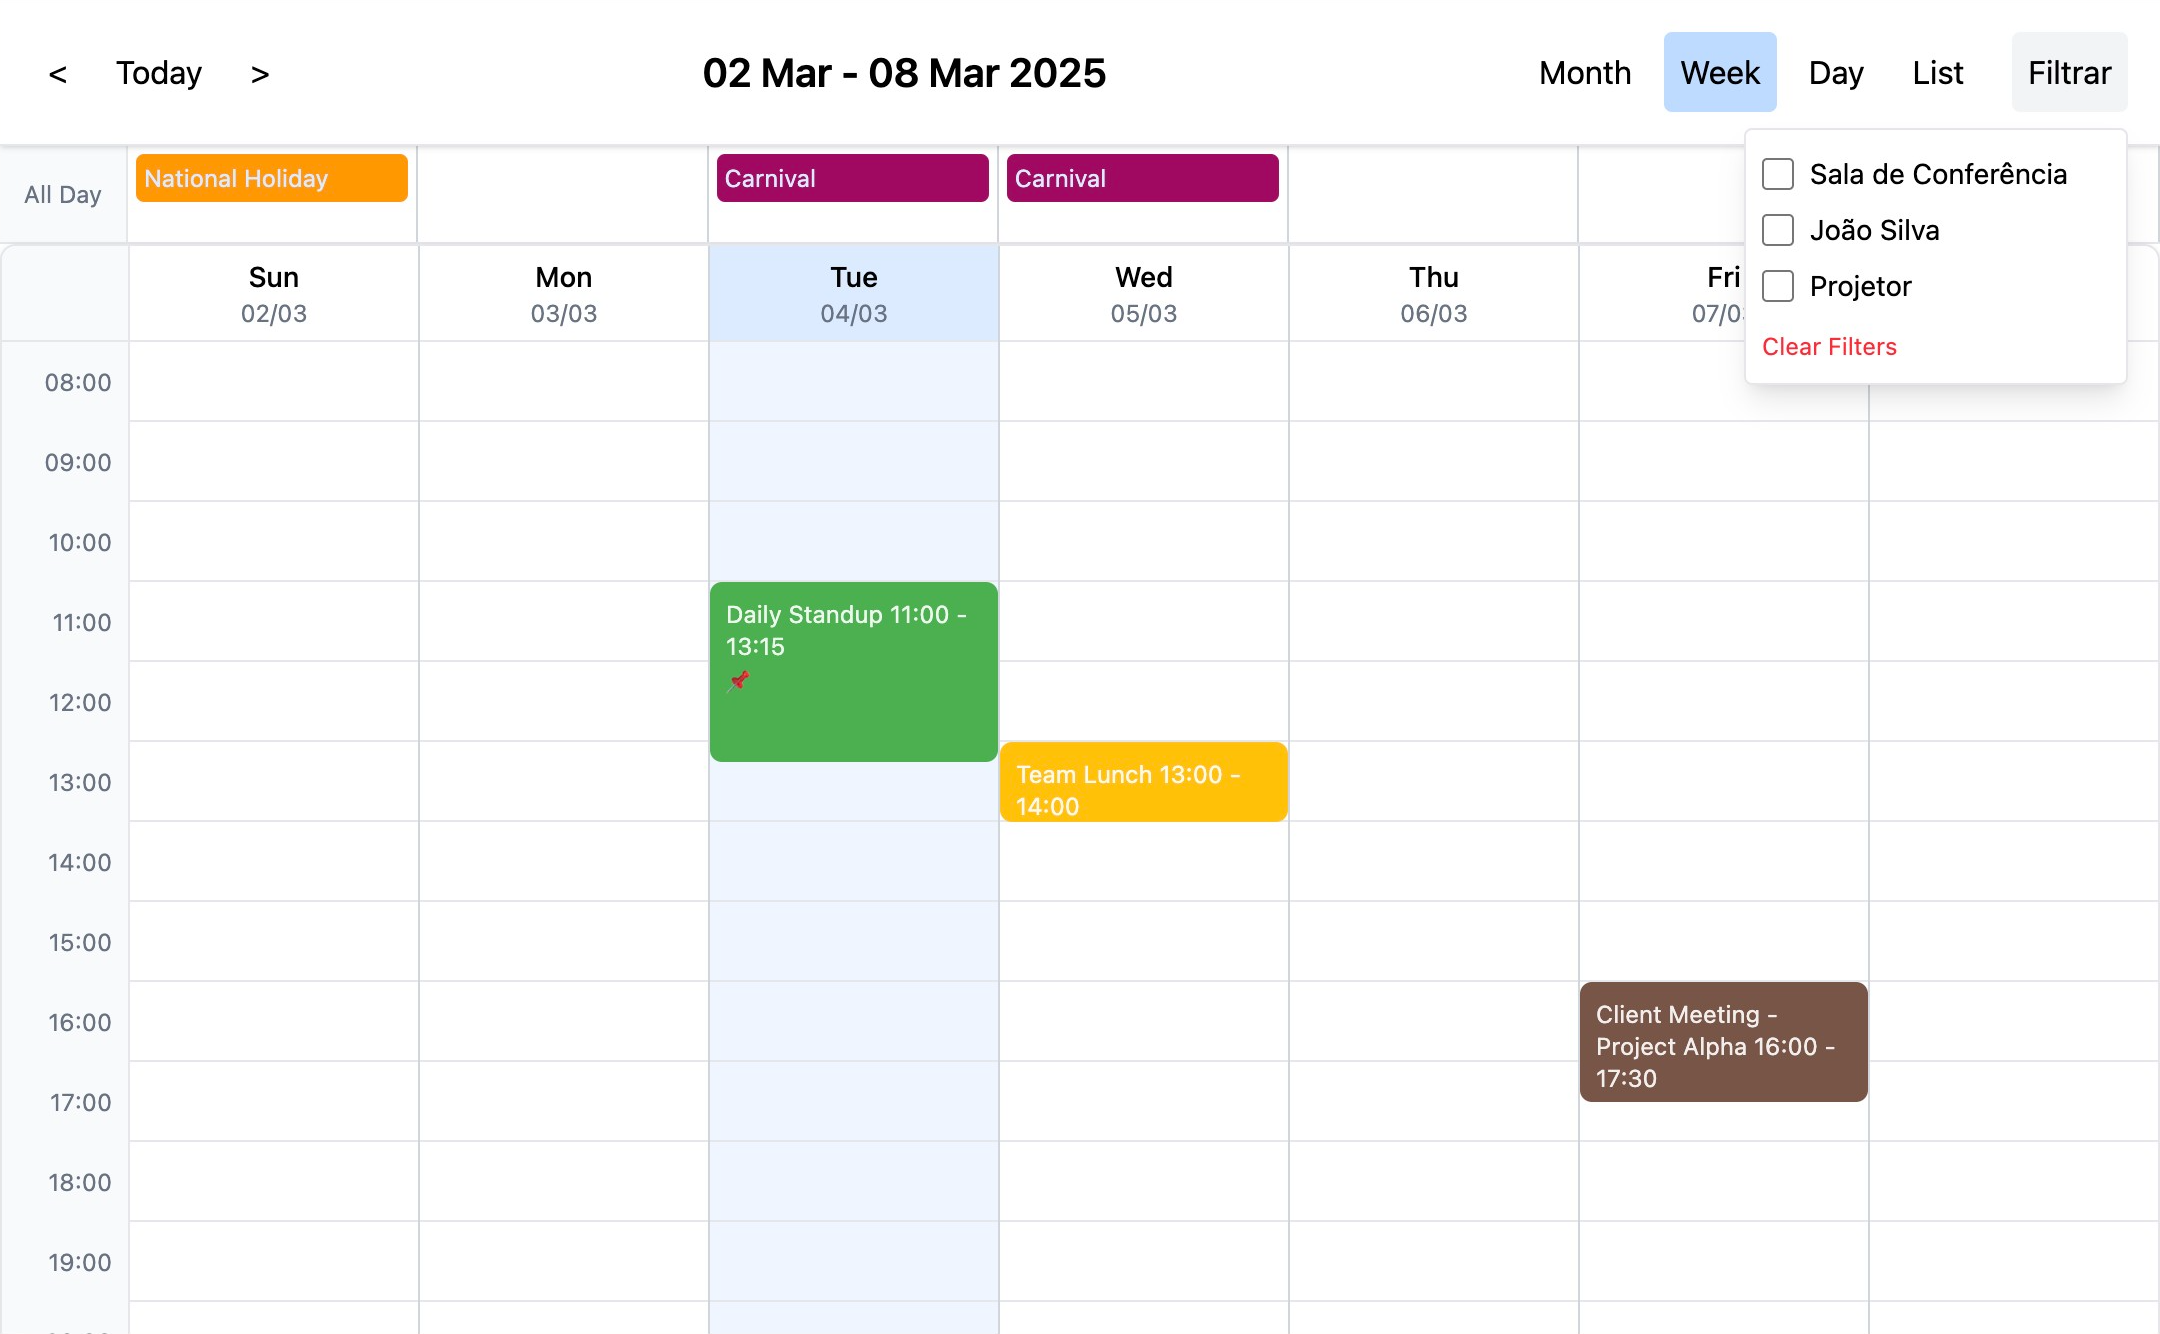 < Today > 02 Mar - 08 Mar 2025 Month Week Day List Filtrar
Sala de Conferência
João Silva
Projetor
Clear Filters
All Day National Holiday Carnival Carnival
Sun Mon Tue Wed Thu Fri
02/03 03/03 04/03 05/03 06/03
08:00
09:00
10:00
11:00
Daily Standup 11:00 -
13:15
12:00
13:00
Team Lunch 13:00 -
14:00
14:00
15:00
16:00
Client Meeting -
Project Alpha 16:00 -
17:30
17:00
18:00
19:00